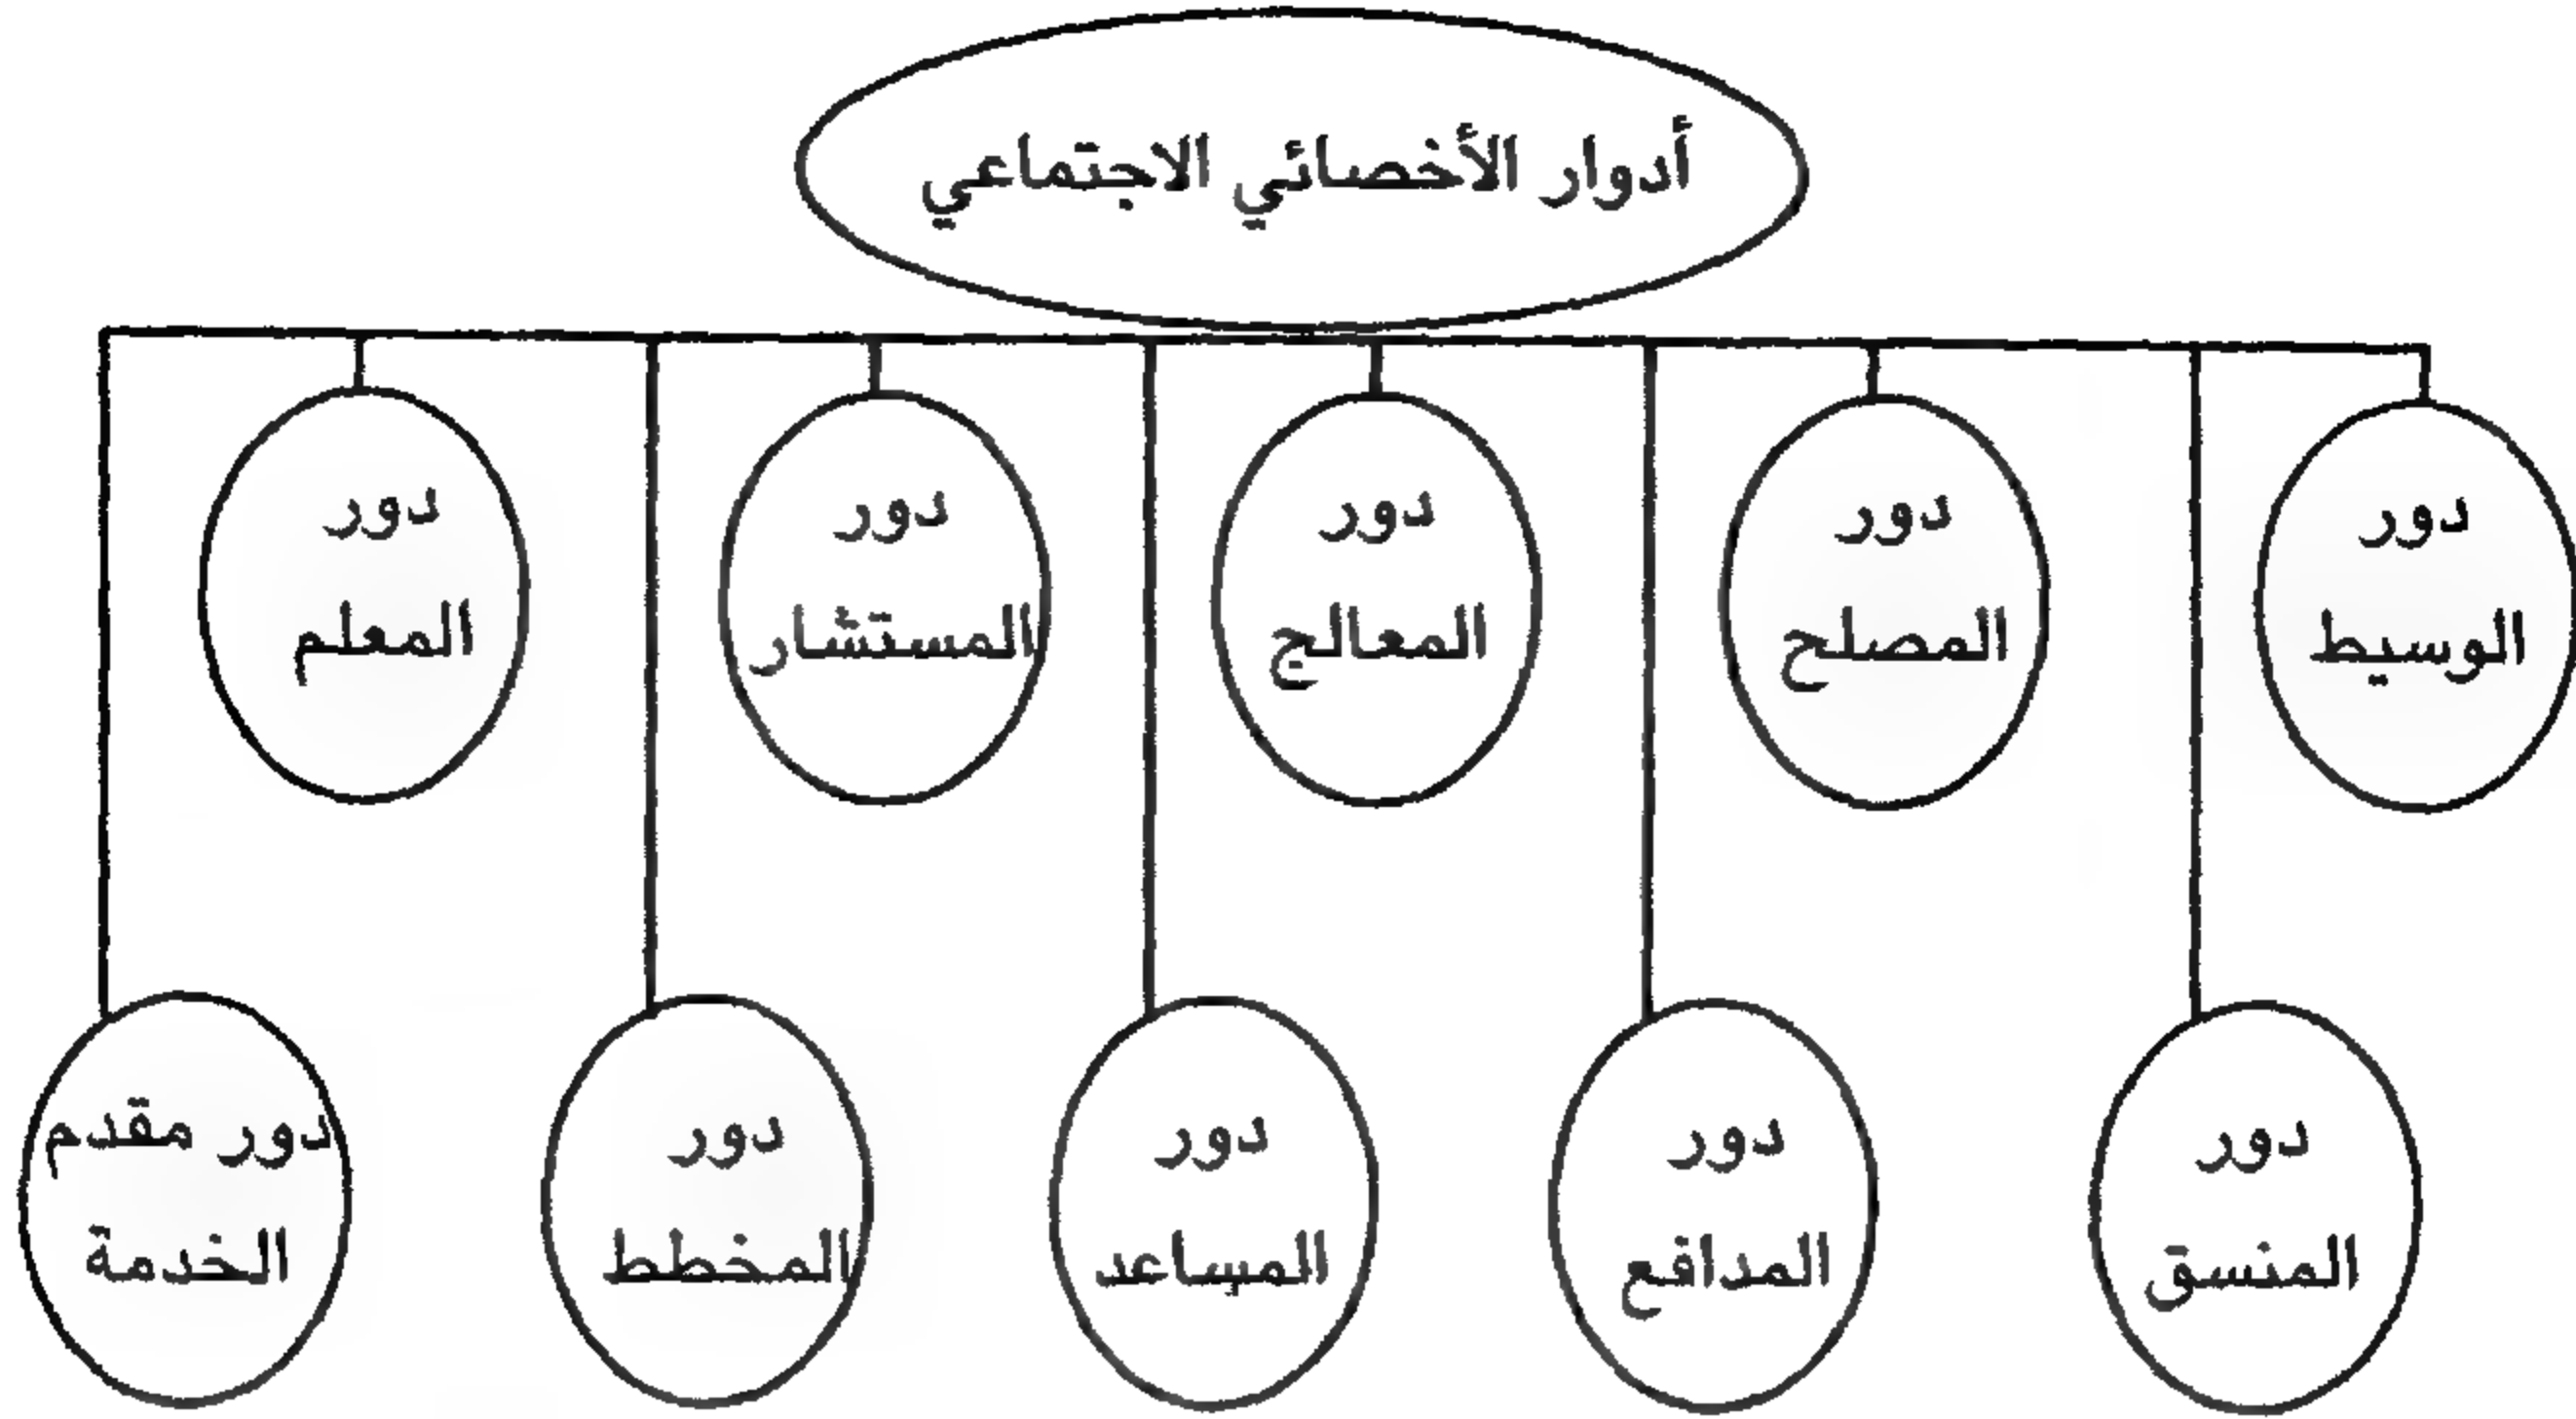 أدوار الأخصائي الاجتماعي
دور
الوسيط
دور
المصلح
دور
المعالج
دور
المستشار
دور
المعلم
دور
المنسق
دور
المدافع
دور
المساعد
دور
المخطط
دور مقدم
الخدمة